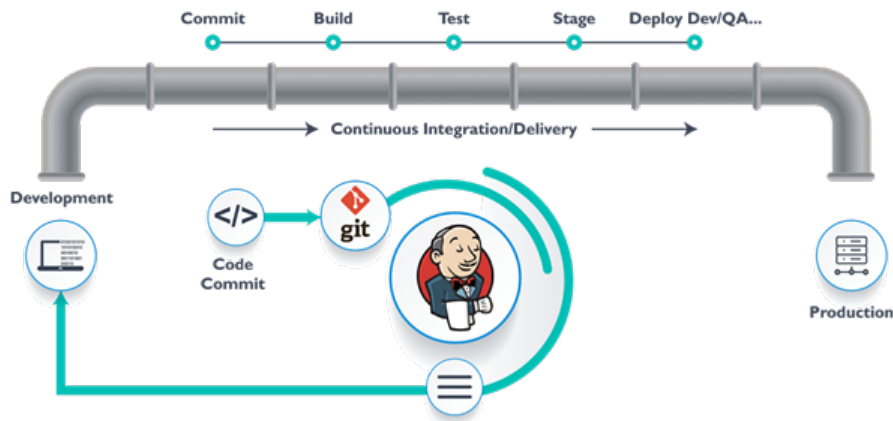 Commit
Build
Test
Stage
Deploy Dev/QA...
Continuous Integration/Delivery
Development
</>
git
Code
Commit
Production